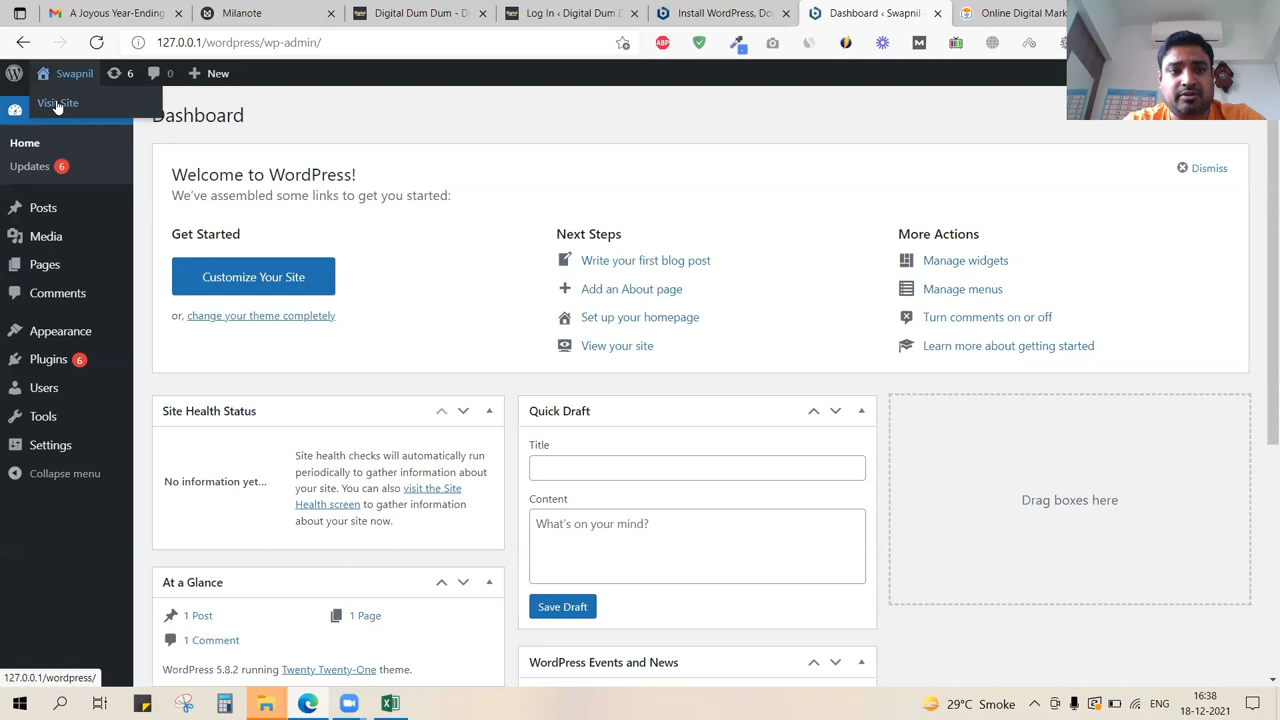 A Joyous Year-Ending
Milote
Digital Dum Dum - D
Log In ‹ Digital Dum D
Install WordPress, Do
Dashboard ‹ Swapnil
Online Digital Mark
127.0.0.1/wordpress/wp-admin/
Swapnil
6
0
New
Visit Site
Home
Updates 6
Posts
Media
Pages
Comments
Appearance
Plugins 6
Users
Tools
Settings
Collapse menu
Dashboard
Welcome to WordPress!
We've assembled some links to get you started:
Dismiss
Get Started
Customize Your Site
or, change your theme completely
Next Steps
Write your first blog post
Add an About page
Set up your homepage
View your site
More Actions
Manage widgets
Manage menus
Turn comments on or off
Learn more about getting started
Site Health Status
No information yet...
Site health checks will automatically run
periodically to gather information about
your site. You can also visit the Site
Health screen to gather information
about your site now.
At a Glance
1 Post
1 Page
1 Comment
WordPress 5.8.2 running Twenty Twenty-One theme.
Quick Draft
Title
Content
What's on your mind?
Save Draft
WordPress Events and News
Drag boxes here
127.0.0.1/wordpress/
29°C Smoke
ENG
16:38
18-12-2021